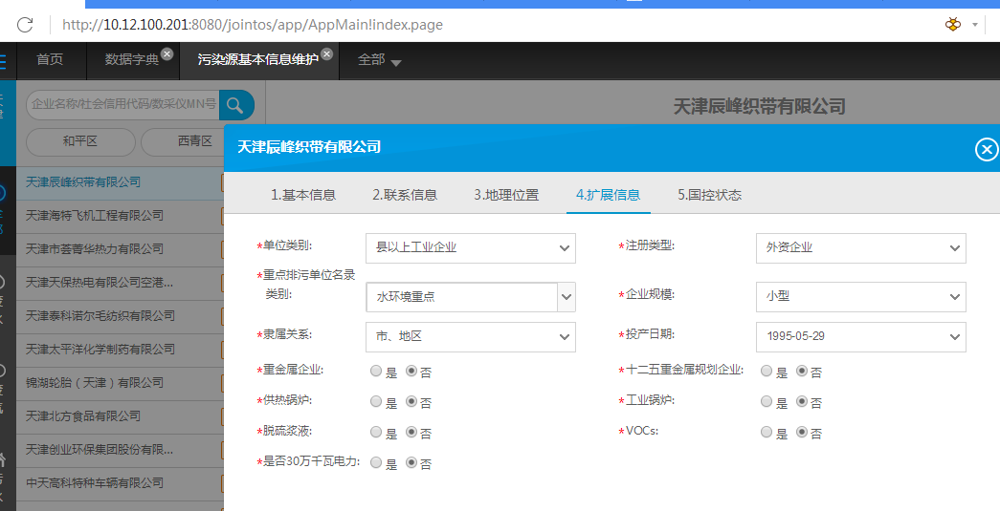 http://10.12.100.201:8080/jointos/app/AppMain!index.page
首页 数据字典 污染源基本信息维护 全部
企业名称/社会信用代码/数采仪MN号
天津辰峰织带有限公司
和平区 西青区
天津辰峰织带有限公司
1.基本信息 2.联系信息 3.地理位置 4.扩展信息 5.国控状态
天津辰峰织带有限公司
天津海特飞机工程有限公司
天津市荟菁华热力有限公司
天津天保热电有限公司空港...
天津泰科诺尔毛纺织有限公司
天津太平洋化学制药有限公司
锦湖轮胎（天津）有限公司
天津北方食品有限公司
天津创业环保集团股份有限...
中天高科特种车辆有限公司
*单位类别: 县以上工业企业 *注册类型: 外资企业
*重点排污单位名录
类别: 水环境重点 *企业规模: 小型
*隶属关系: 市、地区 *投产日期: 1995-05-29
*重金属企业: 是 否 *十二五重金属规划企业: 是 否
*供热锅炉: 是 否 *工业锅炉: 是 否
*脱硫浆液: 是 否 *VOCs: 是 否
*是否30万千瓦电力: 是 否